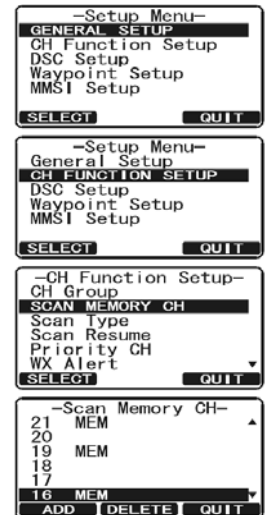 —Setup Menu—
GENERAL SETUP
CH Function Setup
DSC Setup
Waypoint Setup
MMSI Setup
SELECT QUIT
—Setup Menu—
General Setup
CH FUNCTION SETUP
DSC Setup
Waypoint Setup
MMSI Setup
SELECT QUIT
—CH Function Setup—
CH Group
SCAN MEMORY CH
Scan Type
Scan Resume
Priority CH
WX Alert
SELECT QUIT
—Scan Memory CH—
21 MEM
20
19 MEM
18
17
16 MEM
ADD DELETE QUIT